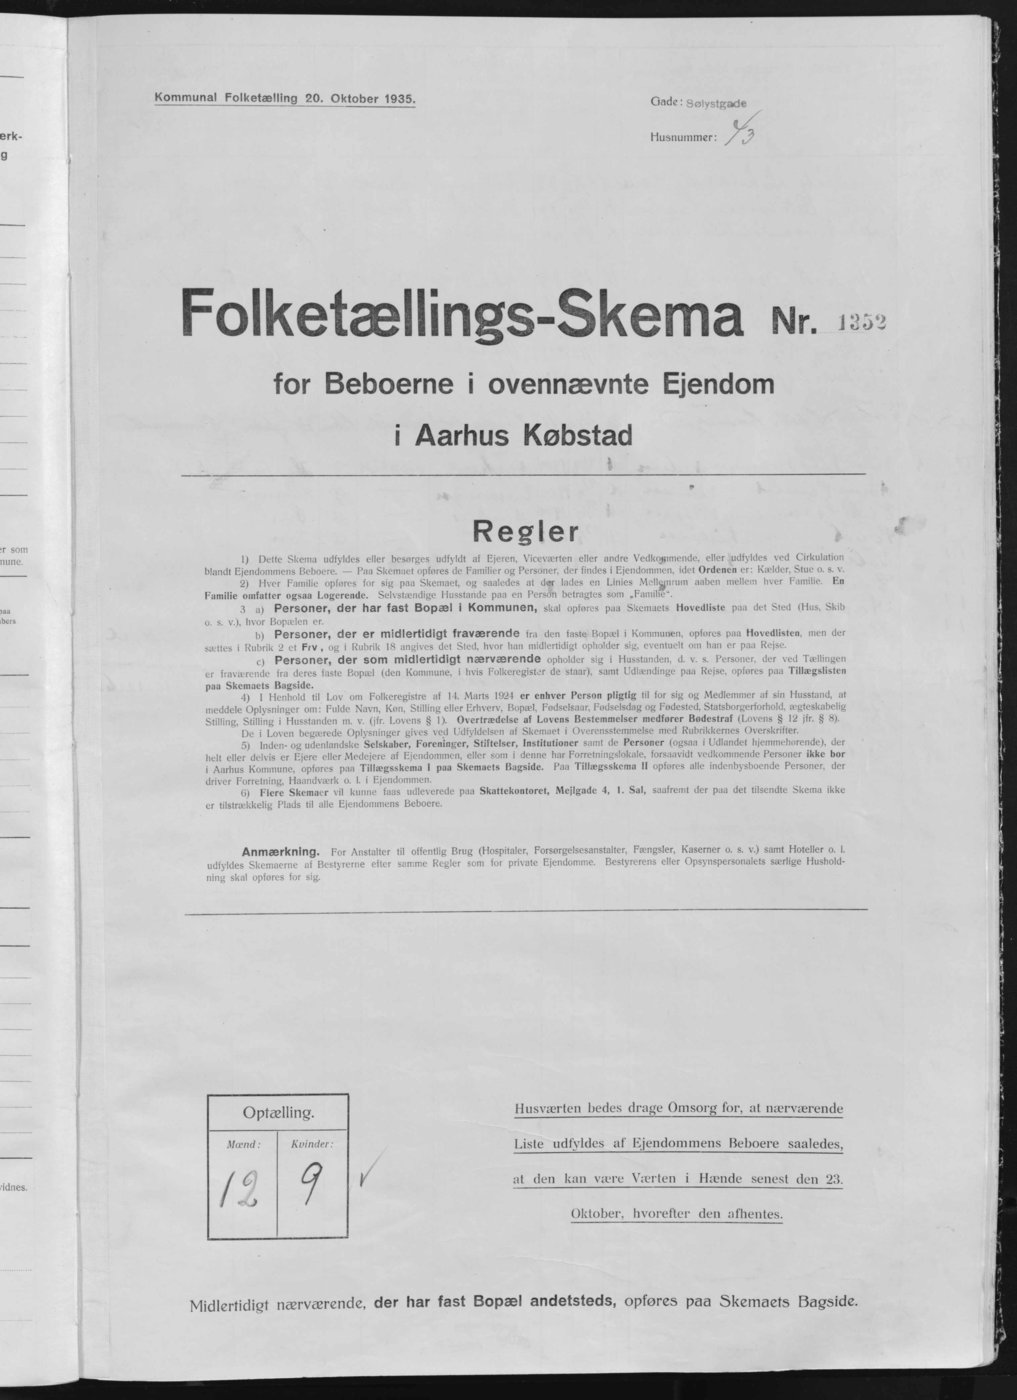 Kommunal Folketælling 20. Oktober 1935.
Gade: Sølystgade
Husnummer: 43
Folketællings-Skema Nr. 1352
for Beboerne i ovennævnte Ejendom
i Aarhus Købstad
Regler
1) Dette Skema udfyldes eller besørges udfyldt af Ejeren, Viceværten eller andre Vedkommende, eller udfyldes ved Cirkulation
blandt Ejendommens Beboere. — Paa Skemaet opføres de Familier og Personer, der findes i Ejendommen, idet Ordenen er: Kælder, Stue o. s. v.
2) Hver Familie opføres for sig paa Skemaet, og saaledes at der lades en Linies Mellemrum aaben mellem hver Familie. En
Familie omfatter ogsaa Logerende. Selvstændige Husstande paa en Person betragtes som „Familie“.
3 a) Personer, der har fast Bopæl i Kommunen, skal opføres paa Skemaets Hovedliste paa det Sted (Hus, Skib
o. s. v.), hvor Bopælen er.
b) Personer, der er midlertidigt fraværende fra den faste Bopæl i Kommunen, opføres paa Hovedlisten, men der
sættes i Rubrik 2 et Frv, og i Rubrik 18 angives det Sted, hvor han midlertidigt opholder sig, eventuelt om han er paa Rejse.
c) Personer, der som midlertidigt nærværende opholder sig i Husstanden, d. v. s. Personer, der ved Tællingen
er fraværende fra deres faste Bopæl (den Kommune, i hvis Folkeregister de staar), samt Udlændinge paa Rejse, opføres paa Tillægslisten
paa Skemaets Bagside.
4) I Henhold til Lov om Folkeregistre af 14. Marts 1924 er enhver Person pligtig til for sig og Medlemmer af sin Husstand, at
meddele Oplysninger om: Fulde Navn, Køn, Stilling eller Erhverv, Bopæl, Fødselsaar, Fødselsdag og Fødested, Statsborgerforhold, ægteskabelig
Stilling, Stilling i Husstanden m. v. (jfr. Lovens § 1). Overtrædelse af Lovens Bestemmelser medfører Bødestraf (Lovens § 12 jfr. § 8).
De i Loven begærede Oplysninger gives ved Udfyldelsen af Skemaet i Overensstemmelse med Rubrikkernes Overskrifter.
5) Inden- og udenlandske Selskaber, Foreninger, Stiftelser, Institutioner samt de Personer (ogsaa i Udlandet hjemmehørende), der
helt eller delvis er Ejere eller Medejere af Ejendommen, eller som i denne har Forretningslokale, forsaavidt vedkommende Personer ikke bor
i Aarhus Kommune, opføres paa Tillægsskema I paa Skemaets Bagside. Paa Tillægsskema II opføres alle indenbysboende Personer, der
driver Forretning, Haandværk o. l. i Ejendommen.
6) Flere Skemaer vil kunne faas udleverede paa Skattekontoret, Mejlgade 4, 1. Sal, saafremt der paa det tilsendte Skema ikke
er tilstrækkelig Plads til alle Ejendommens Beboere.
Anmærkning. For Anstalter til offentlig Brug (Hospitaler, Forsørgelsesanstalter, Fængsler, Kaserner o. s. v.) samt Hoteller o. l.
udfyldes Skemaerne af Bestyrerne efter samme Regler som for private Ejendomme. Bestyrerens eller Opsynspersonalets særlige Hushold-
ning skal opføres for sig.
Optælling.
Mænd: Kvinder:
12 9
Husværten bedes drage Omsorg for, at nærværende
Liste udfyldes af Ejendommens Beboere saaledes,
at den kan være Værten i Hænde senest den 23.
Oktober, hvorefter den afhentes.
Midlertidigt nærværende, der har fast Bopæl andetsteds, opføres paa Skemaets Bagside.